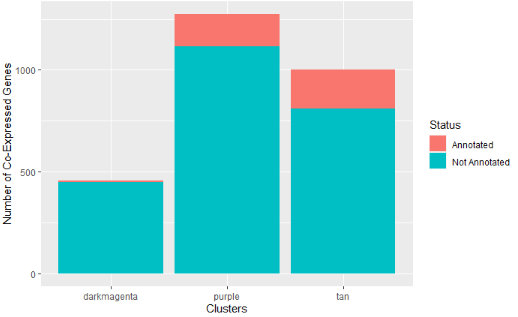 Number of Co-Expressed Genes
1000
500
0
darkmagenta
purple
tan
Clusters
Status
Annotated
Not Annotated